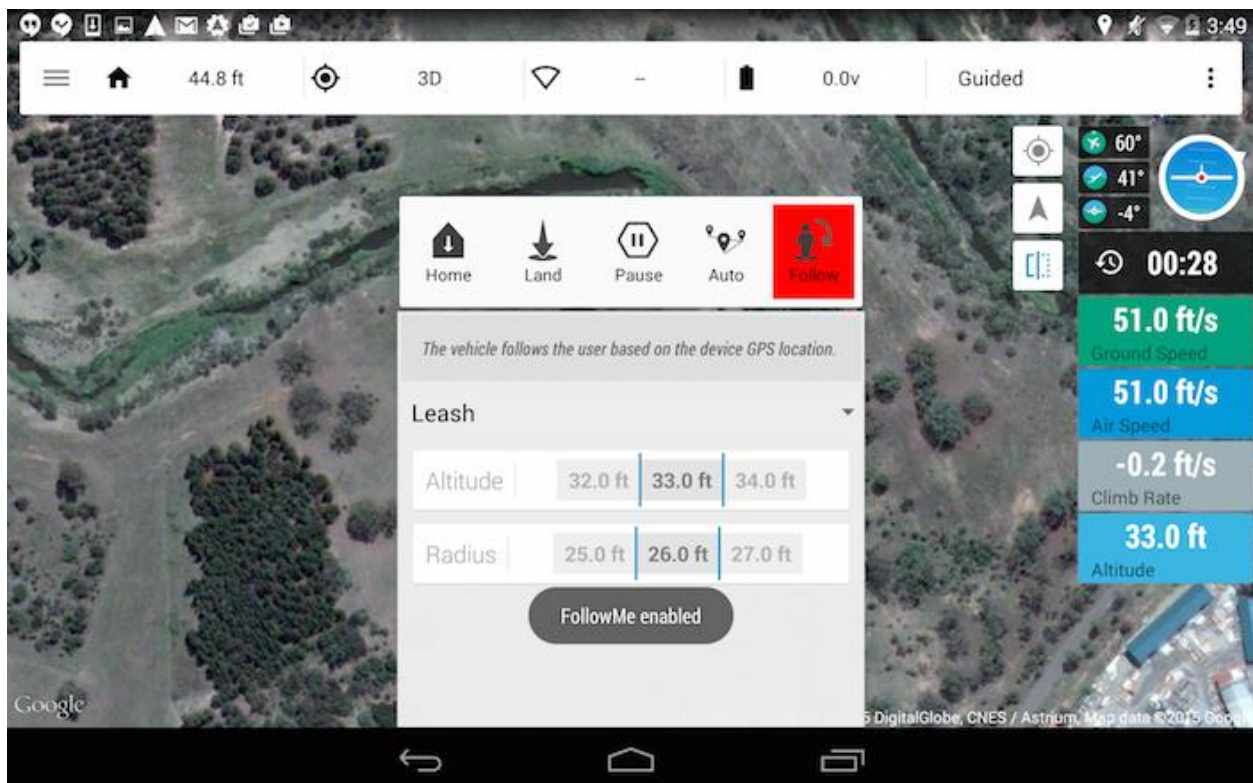 3:49
44.8 ft 3D – 0.0v Guided
60°
41°
-4°
Home Land Pause Auto Follow
00:28
The vehicle follows the user based on the device GPS location.
51.0 ft/s
Ground Speed
Leash
51.0 ft/s
Air Speed
Altitude 32.0 ft 33.0 ft 34.0 ft
-0.2 ft/s
Climb Rate
Radius 25.0 ft 26.0 ft 27.0 ft
33.0 ft
Altitude
FollowMe enabled
Google
5 DigitalGlobe, CNES / Astrium, Map data ©2015 Google